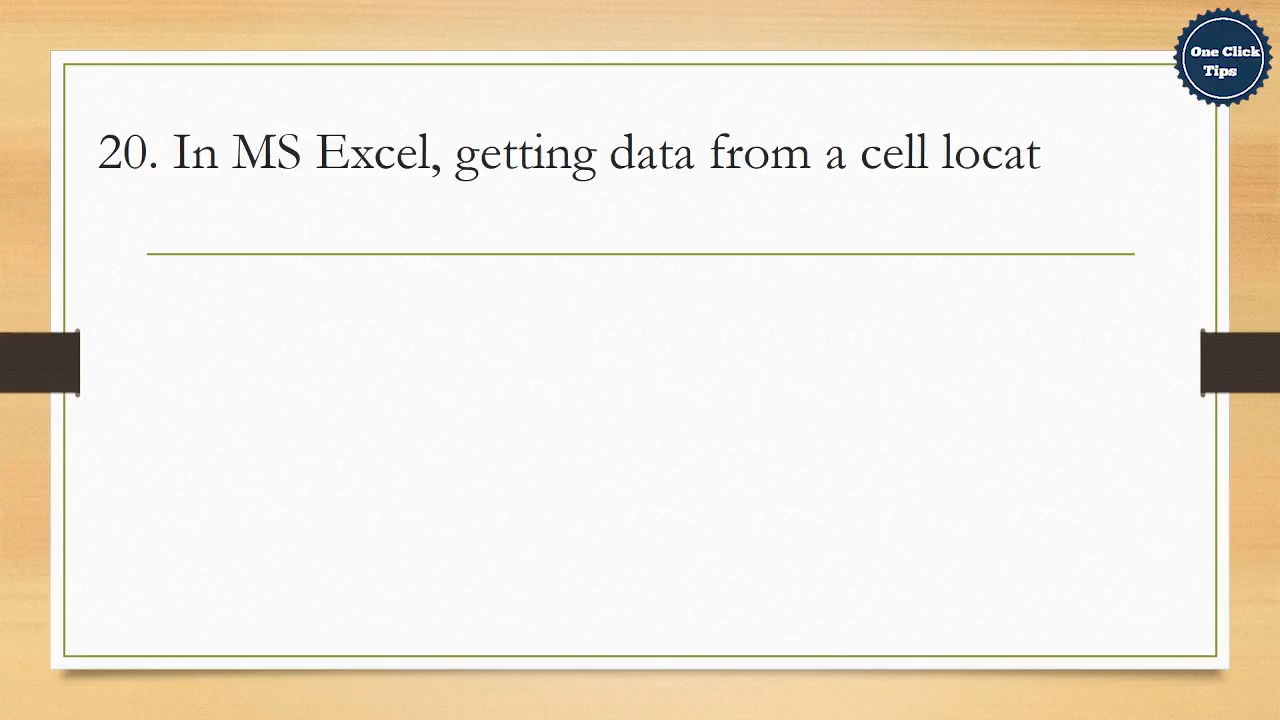 One Click
Tips
20. In MS Excel, getting data from a cell locat